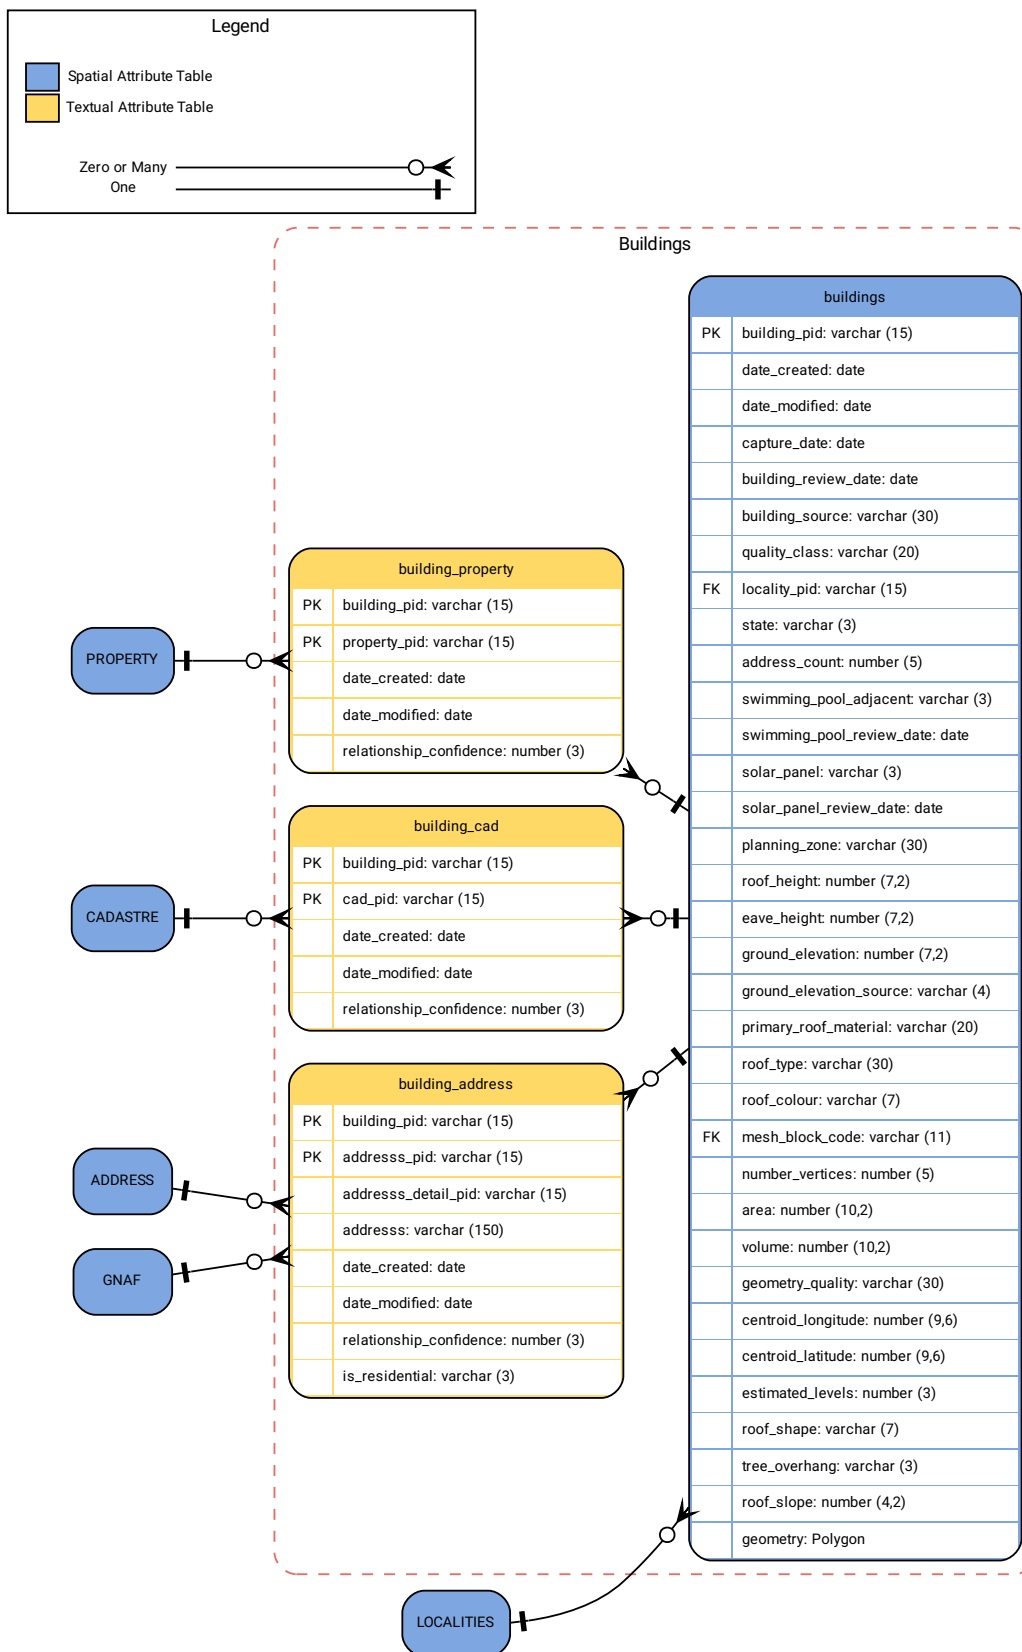 Legend
Spatial Attribute Table
Textual Attribute Table
Zero or Many
One
Buildings
buildings
PK building_pid: varchar (15)
date_created: date
date_modified: date
capture_date: date
building_review_date: date
building_source: varchar (30)
quality_class: varchar (20)
FK locality_pid: varchar (15)
state: varchar (3)
address_count: number (5)
swimming_pool_adjacent: varchar (3)
swimming_pool_review_date: date
solar_panel: varchar (3)
solar_panel_review_date: date
planning_zone: varchar (30)
roof_height: number (7,2)
eave_height: number (7,2)
ground_elevation: number (7,2)
ground_elevation_source: varchar (4)
primary_roof_material: varchar (20)
roof_type: varchar (30)
roof_colour: varchar (7)
FK mesh_block_code: varchar (11)
number_vertices: number (5)
area: number (10,2)
volume: number (10,2)
geometry_quality: varchar (30)
centroid_longitude: number (9,6)
centroid_latitude: number (9,6)
estimated_levels: number (3)
roof_shape: varchar (7)
tree_overhang: varchar (3)
roof_slope: number (4,2)
geometry: Polygon
building_property
PK building_pid: varchar (15)
PK property_pid: varchar (15)
date_created: date
date_modified: date
relationship_confidence: number (3)
PROPERTY
building_cad
PK building_pid: varchar (15)
PK cad_pid: varchar (15)
date_created: date
date_modified: date
relationship_confidence: number (3)
CADASTRE
building_address
PK building_pid: varchar (15)
PK addresss_pid: varchar (15)
addresss_detail_pid: varchar (15)
addresss: varchar (150)
date_created: date
date_modified: date
relationship_confidence: number (3)
is_residential: varchar (3)
ADDRESS
GNAF
LOCALITIES